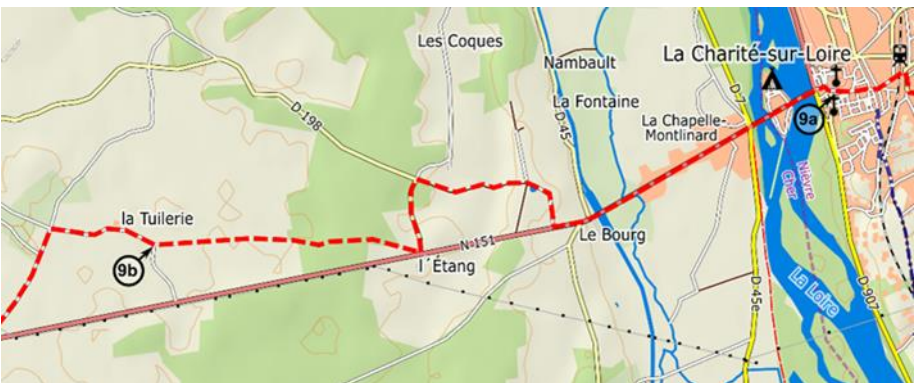 Les Coques
La Charité-sur-Loire
Nambault
D 7
D-198
La Fontaine
D-45
La Chapelle-
Montlinard
9a
Nièvre
Cher
la Tuilerie
9b
N 151
l´Étang
Le Bourg
D-45e
La Loire
D-907